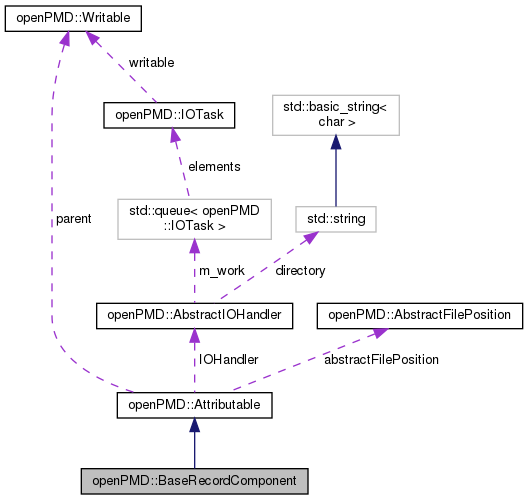 openPMD::Writable
writable
openPMD::IOTask
std::basic_string<
char >
elements
parent
std::queue< openPMD
::IOTask >
std::string
m_work
directory
openPMD::AbstractIOHandler
openPMD::AbstractFilePosition
IOHandler
abstractFilePosition
openPMD::Attributable
openPMD::BaseRecordComponent